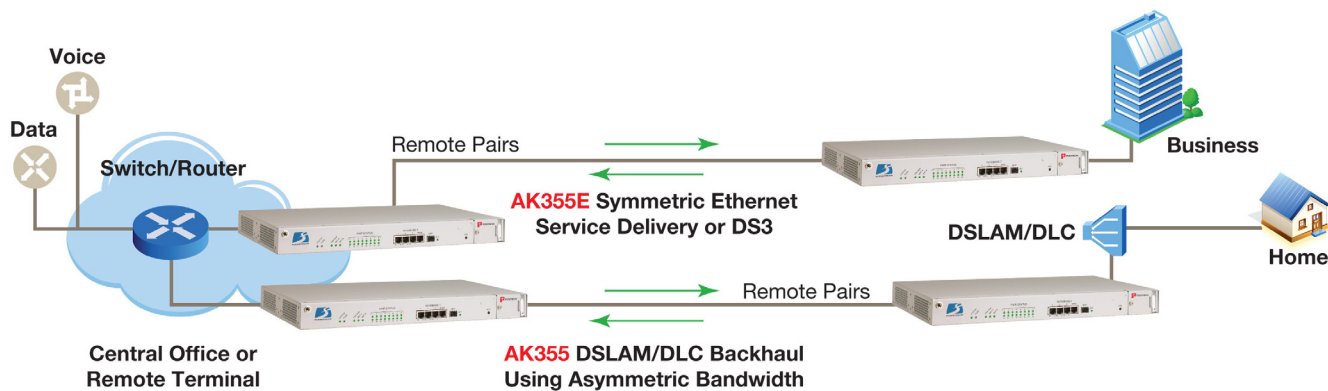 Voice
Data
Switch/Router
Remote Pairs
Business
AK355E Symmetric Ethernet
Service Delivery or DS3
DSLAM/DLC
Home
Remote Pairs
Central Office or
Remote Terminal
AK355 DSLAM/DLC Backhaul
Using Asymmetric Bandwidth